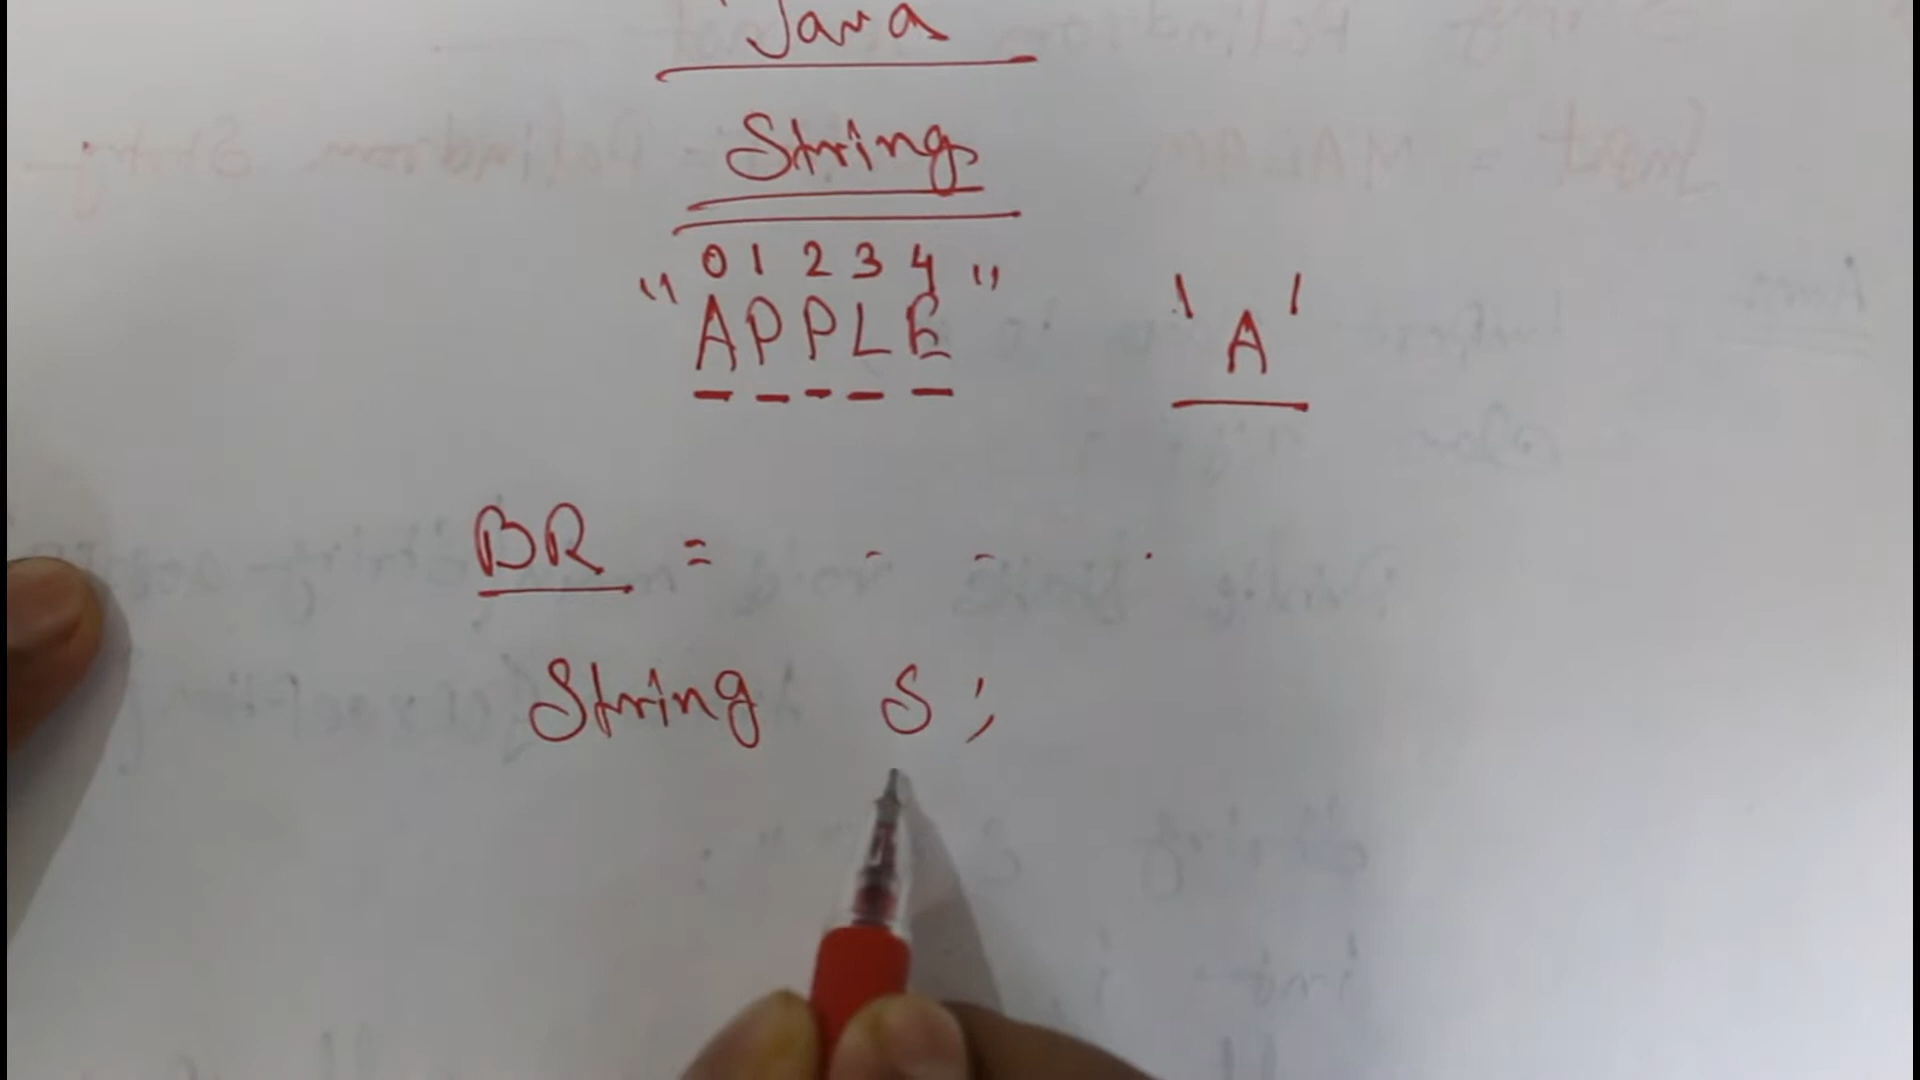 Java
String
0 1 2 3 4
"APPLE" 'A'
BR = - - .
String S;